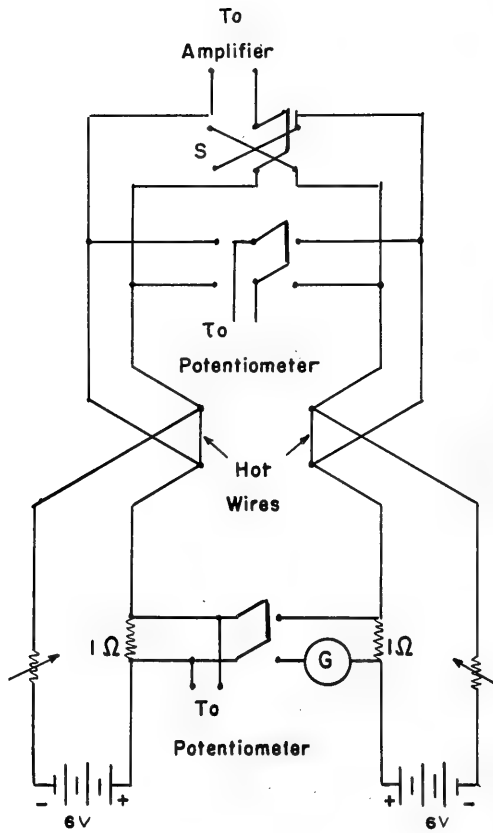 To
Amplifier
S
To
Potentiometer
Hot
Wires
1Ω
G
1Ω
To
Potentiometer
- +
6V
+ -
6V